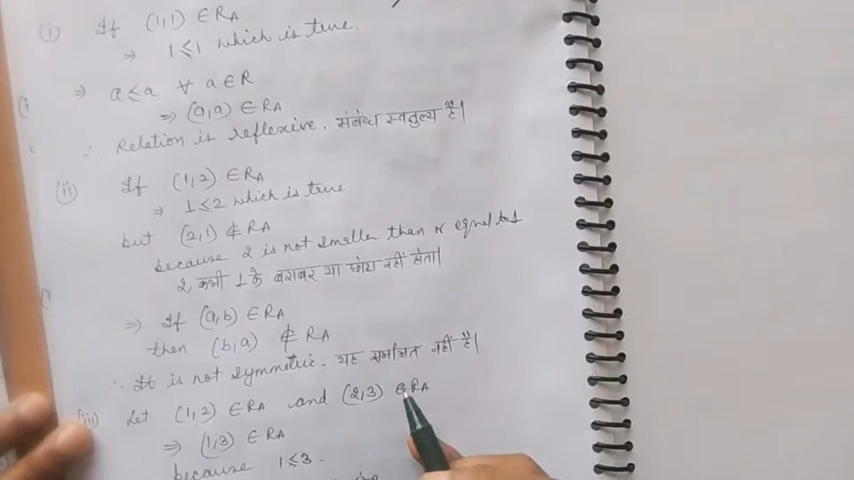 (i) If (1,1) ∈ RA
⇒ 1 ≤ 1 which is true.
⇒ a ≤ a ∀ a ∈ R
⇒ (a,a) ∈ RA
∴ Relation is reflexive. संबंध स्वतुल्य है।
(ii) If (1,2) ∈ RA
⇒ 1 ≤ 2 which is true
but (2,1) ∉ RA
because 2 is not smaller than or equal to 1
2, कभी 1 के बराबर या छोटा नहीं होता।
⇒ If (a,b) ∈ RA
then (b,a) ∉ RA
∴ It is not symmetric. यह सममित नहीं है।
(iii) Let (1,2) ∈ RA and (2,3) ∈ RA
⇒ (1,3) ∈ RA
because 1 ≤ 3.